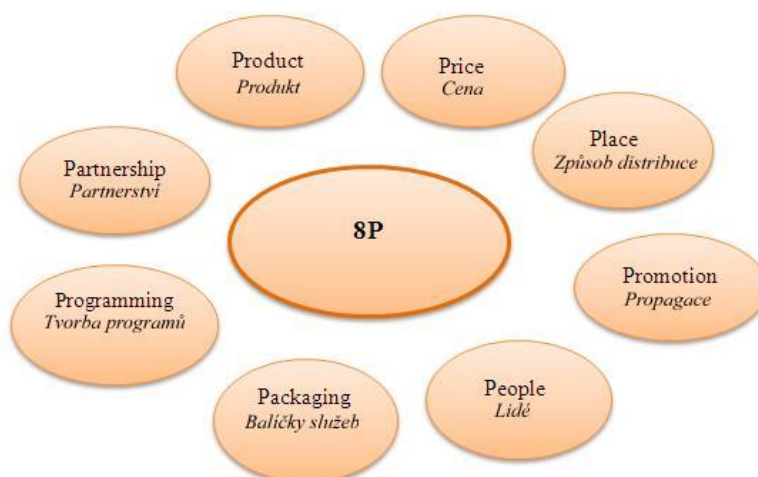 Product
Produkt
Price
Cena
Place
Způsob distribuce
Partnership
Partnerství
8P
Promotion
Propagace
Programming
Tvorba programů
People
Lidé
Packaging
Balíčky služeb